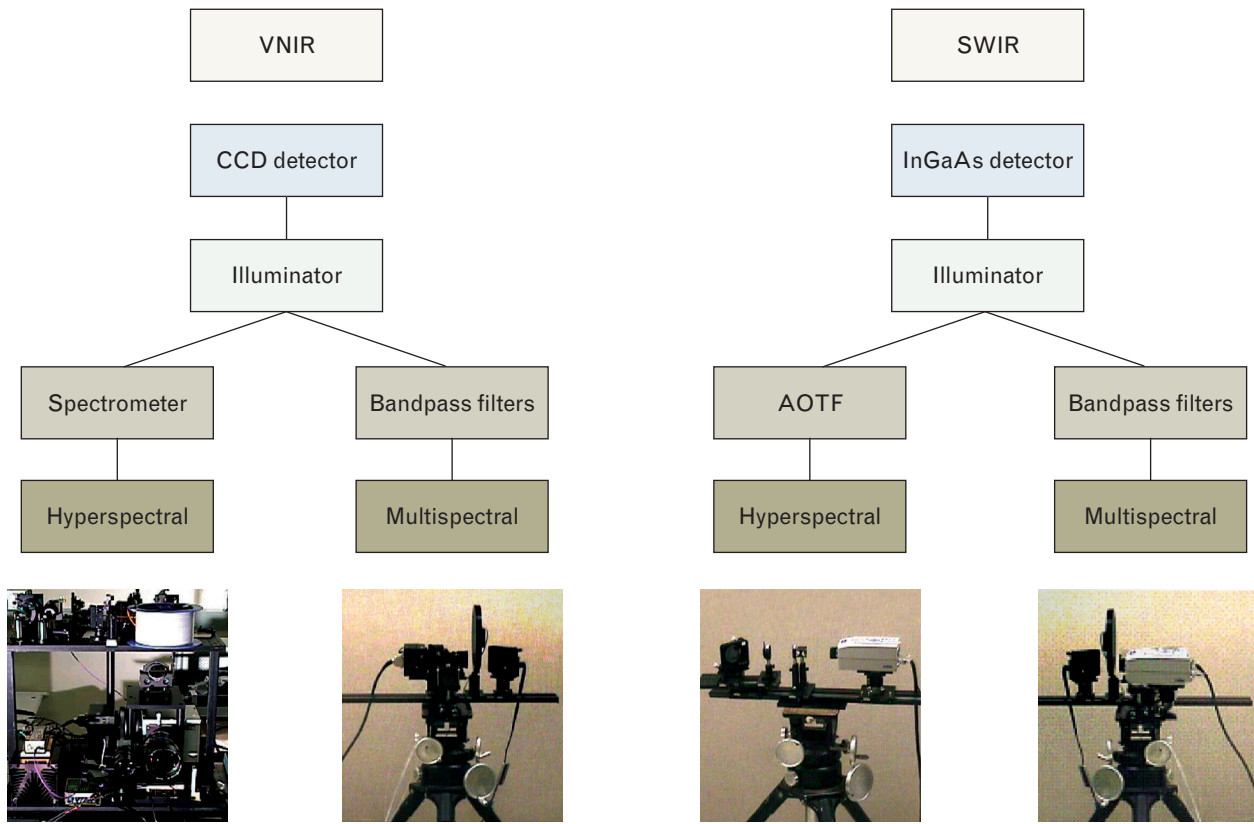 VNIR
SWIR
CCD detector
InGaAs detector
Illuminator
Illuminator
Spectrometer
Bandpass filters
AOTF
Bandpass filters
Hyperspectral
Multispectral
Hyperspectral
Multispectral